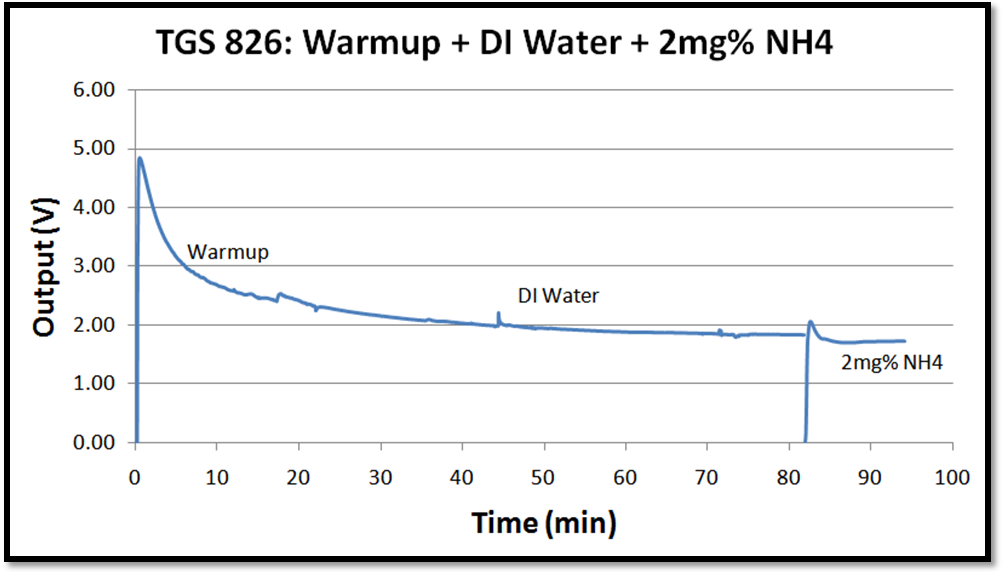 TGS 826: Warmup + DI Water + 2mg% NH4
6.00
5.00
4.00
3.00
2.00
1.00
0.00
Output (V)
Warmup
DI Water
2mg% NH4
0 10 20 30 40 50 60 70 80 90 100
Time (min)